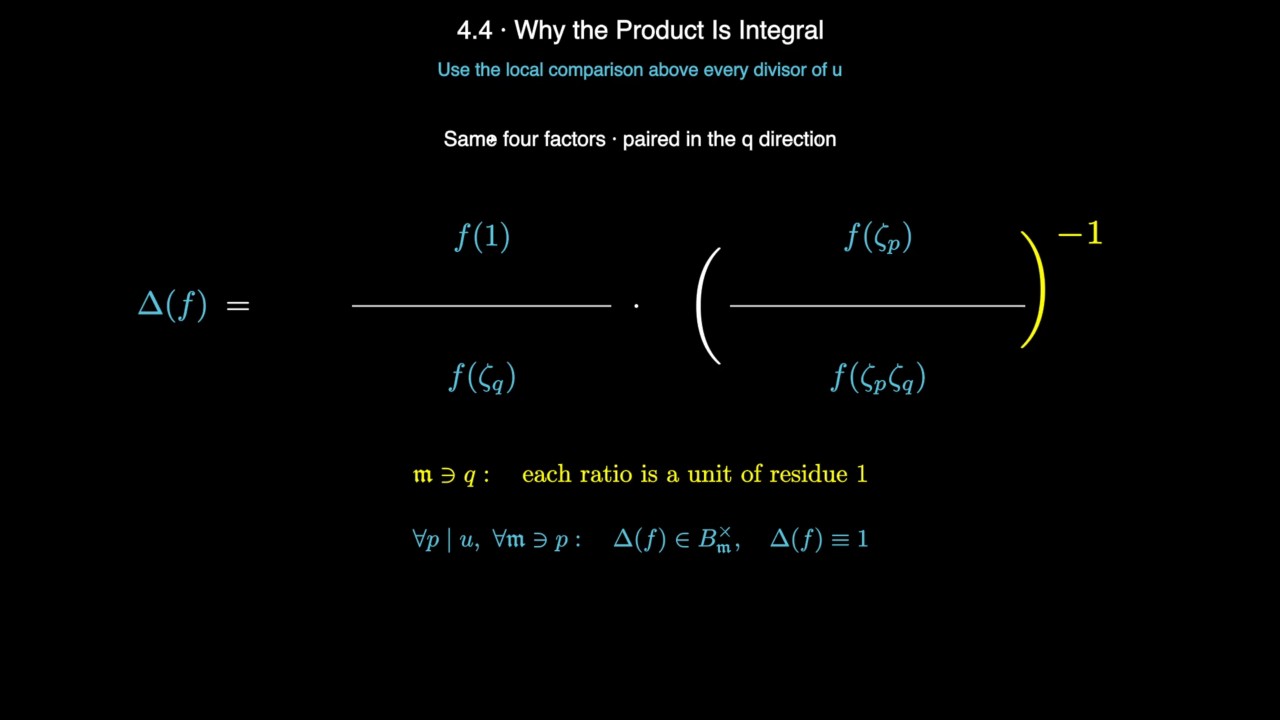 4.4 · Why the Product Is Integral
Use the local comparison above every divisor of u
Same four factors · paired in the q direction
Δ(f) = f(1) / f(ζ_q) · ( f(ζ_p) / f(ζ_pζ_q) )^−1
𝔪 ∋ q : each ratio is a unit of residue 1
∀p | u, ∀𝔪 ∋ p : Δ(f) ∈ B_𝔪^×, Δ(f) ≡ 1